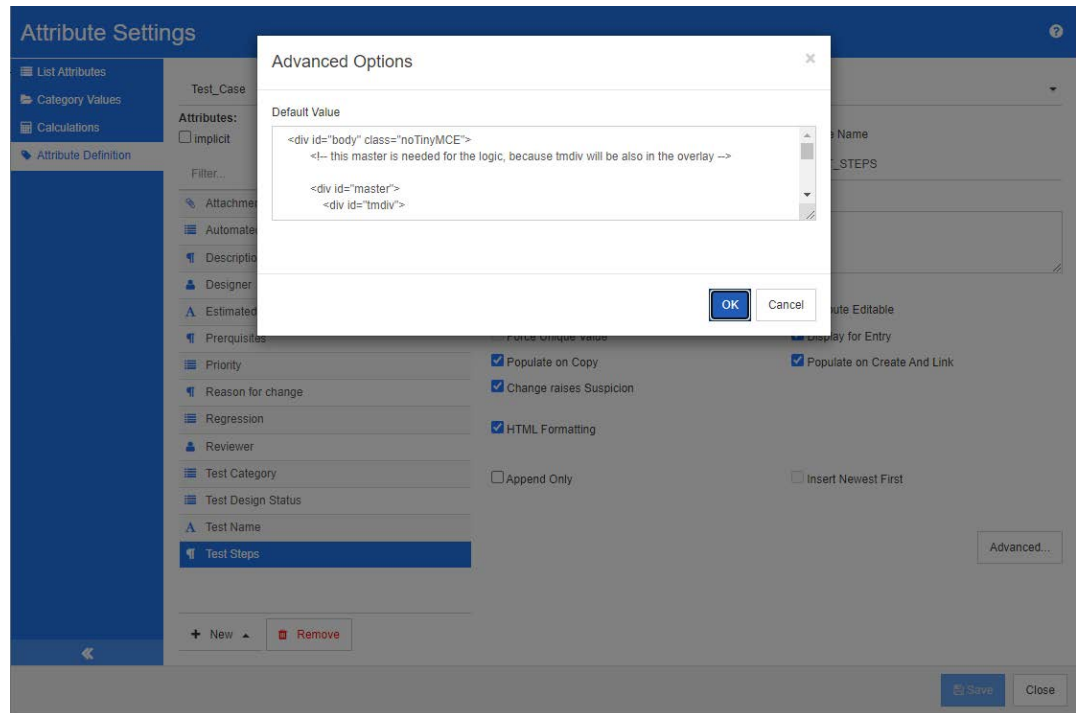 Attribute Settings
List Attributes
Category Values
Calculations
Attribute Definition
Test_Case
Attributes:
implicit
Filter...
Attachme
Automate
Descriptio
Designer
Estimated
Prerquisites
Priority
Reason for change
Regression
Reviewer
Test Category
Test Design Status
Test Name
Test Steps
New
Remove
Advanced Options
×
Default Value
<div id="body" class="noTinyMCE">
<!-- this master is needed for the logic, because tmdiv will be also in the overlay -->
<div id="master">
<div id="tmdiv">
OK
Cancel
e Name
_STEPS
ute Editable
Force Unique Value
Display for Entry
Populate on Copy
Populate on Create And Link
Change raises Suspicion
HTML Formatting
Append Only
Insert Newest First
Advanced...
Save
Close